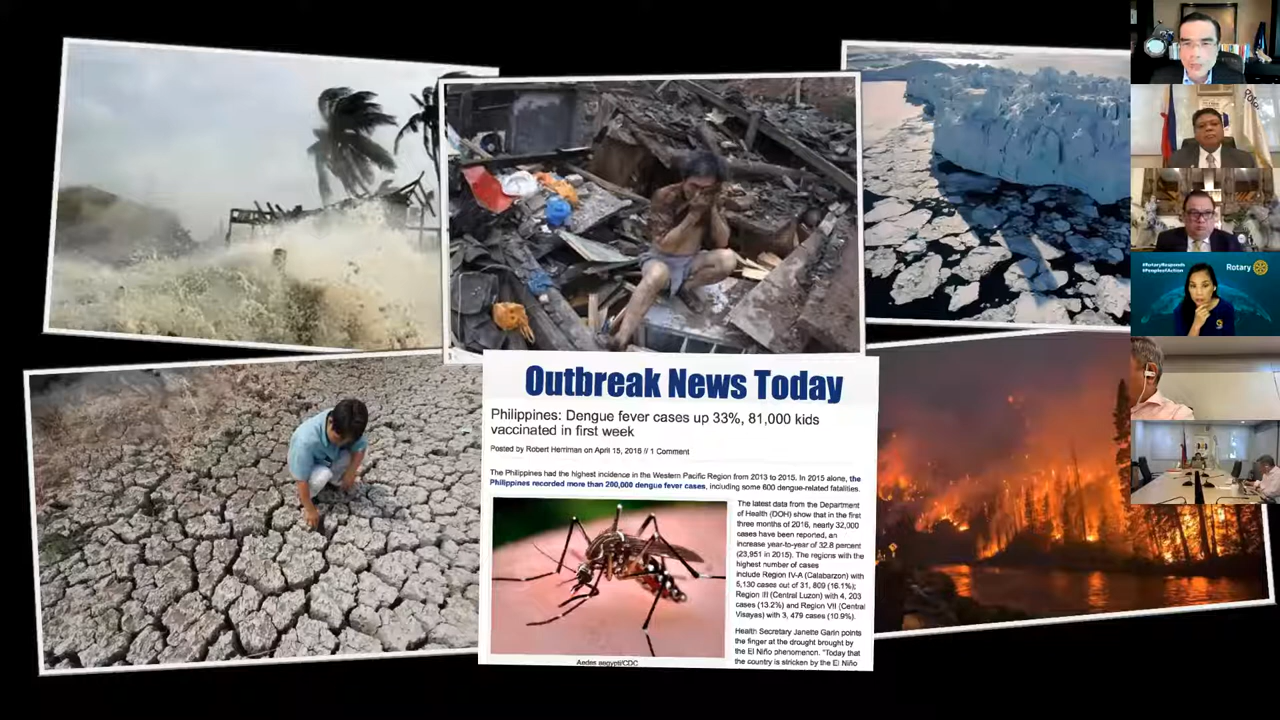 Outbreak News Today
Philippines: Dengue fever cases up 33%, 81,000 kids
vaccinated in first week
Posted by Robert Herriman on April 15, 2016 // 1 Comment
The Philippines had the highest incidence in the Western Pacific Region from 2013 to 2015. In 2015 alone, the
Philippines recorded more than 200,000 dengue fever cases, including some 600 dengue-related fatalities.
The latest data from the Department
of Health (DOH) show that in the first
three months of 2016, nearly 32,000
cases have been reported, an
increase year-to-year of 32.8 percent
(23,951 in 2015). The regions with the
highest number of cases
include Region IV-A (Calabarzon) with
5,130 cases out of 31, 809 (16.1%);
Region III (Central Luzon) with 4, 203
cases (13.2%) and Region VII (Central
Visayas) with 3, 479 cases (10.9%).
Health Secretary Janette Garin points
the finger at the drought brought by
the El Niño phenomenon. "Today that
the country is stricken by the El Niño
Aedes aegypti/CDC
#RotaryResponds
#PeopleofAction
Rotary